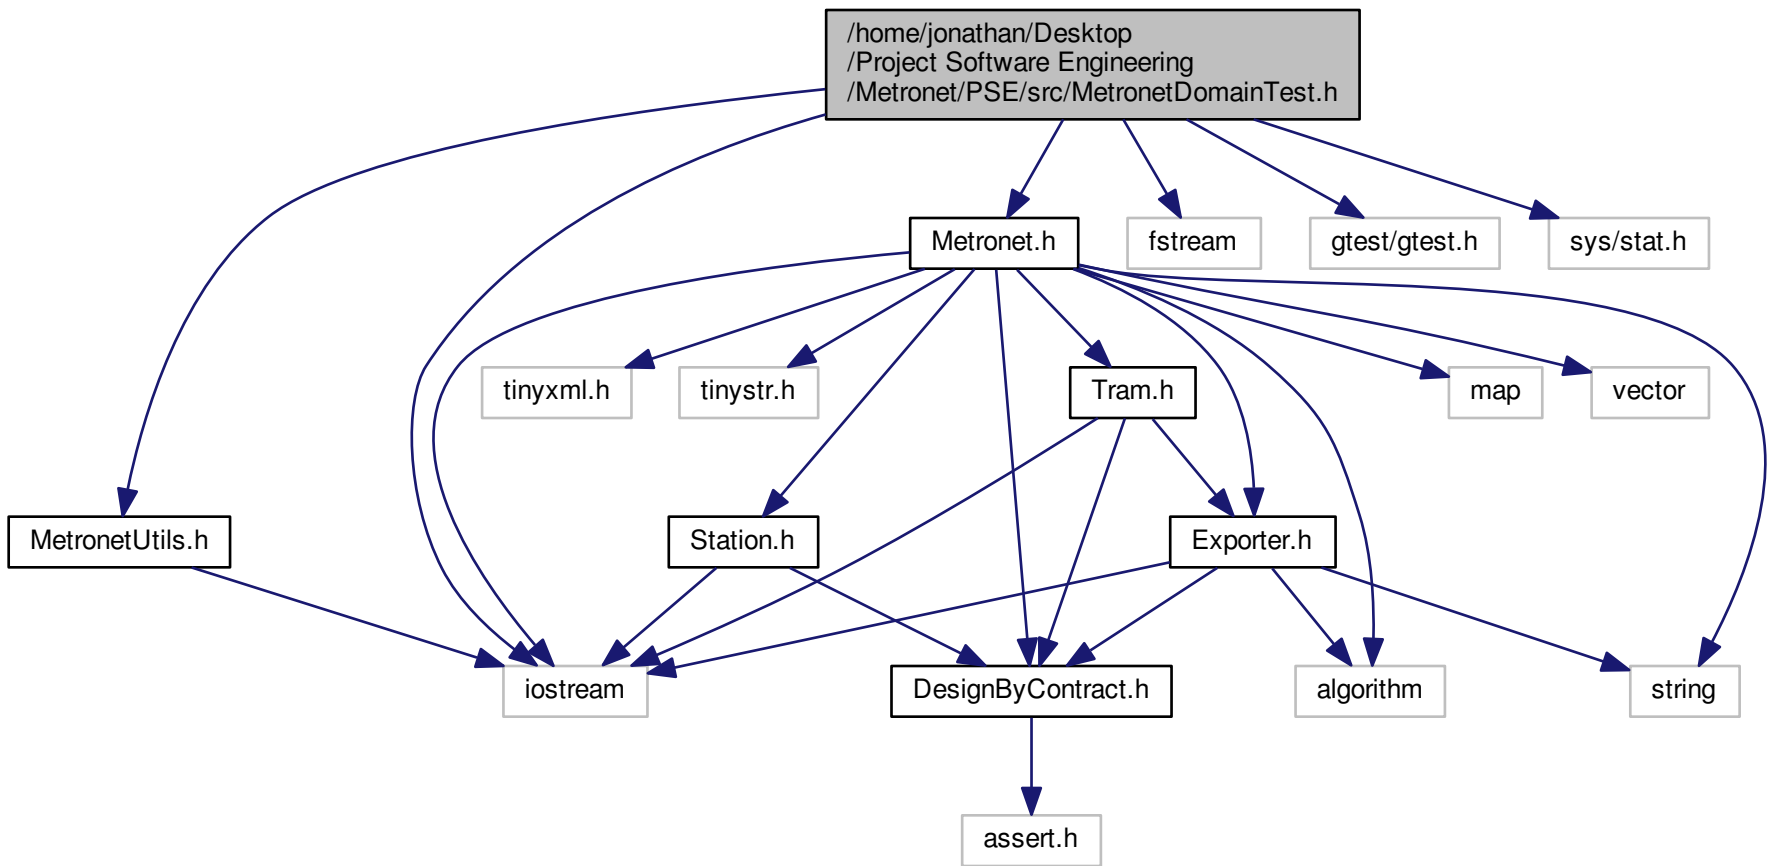 /home/jonathan/Desktop
/Project Software Engineering
/Metronet/PSE/src/MetronetDomainTest.h
Metronet.h
fstream
gtest/gtest.h
sys/stat.h
tinyxml.h
tinystr.h
Tram.h
map
vector
MetronetUtils.h
Station.h
Exporter.h
iostream
DesignByContract.h
algorithm
string
assert.h